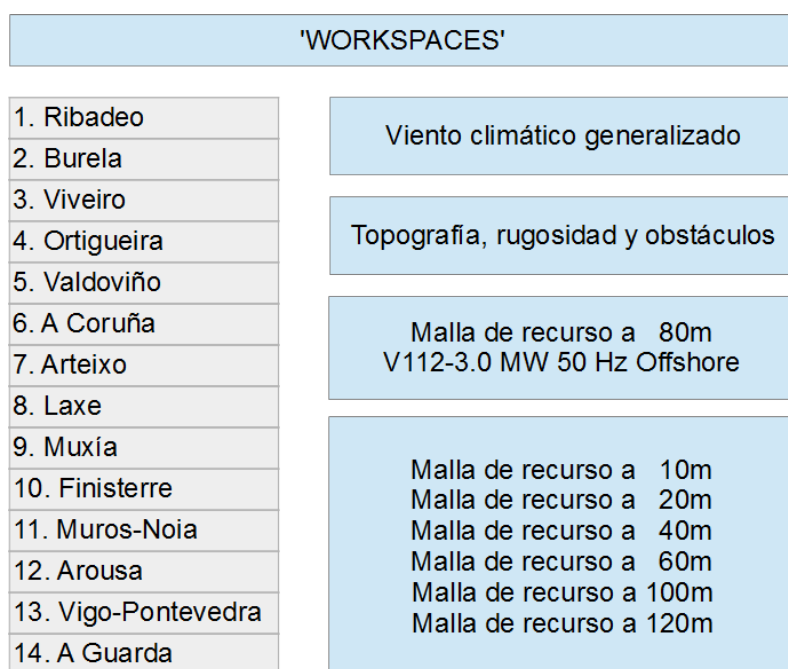 'WORKSPACES'
1. Ribadeo
2. Burela
3. Viveiro
4. Ortigueira
5. Valdoviño
6. A Coruña
7. Arteixo
8. Laxe
9. Muxía
10. Finisterre
11. Muros-Noia
12. Arousa
13. Vigo-Pontevedra
14. A Guarda
Viento climático generalizado
Topografía, rugosidad y obstáculos
Malla de recurso a 80m
V112-3.0 MW 50 Hz Offshore
Malla de recurso a 10m
Malla de recurso a 20m
Malla de recurso a 40m
Malla de recurso a 60m
Malla de recurso a 100m
Malla de recurso a 120m